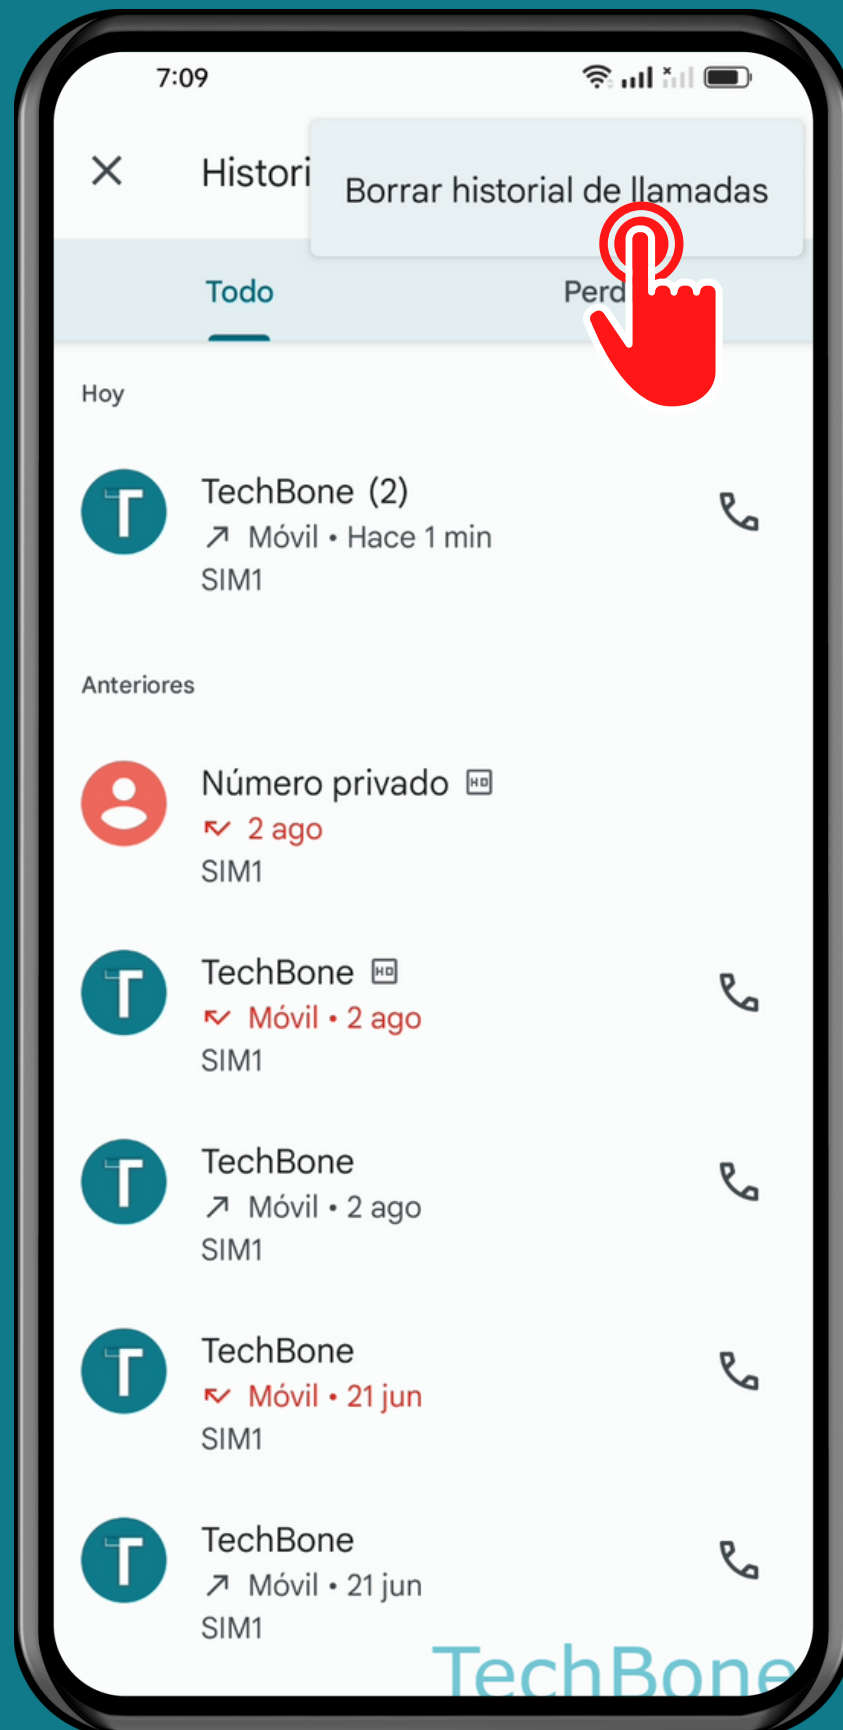 7:09
Histori
Borrar historial de llamadas
Todo
Perd
Hoy
TechBone (2)
Móvil • Hace 1 min
SIM1
Anteriores
Número privado HD
2 ago
SIM1
TechBone HD
Móvil • 2 ago
SIM1
TechBone
Móvil • 2 ago
SIM1
TechBone
Móvil • 21 jun
SIM1
TechBone
Móvil • 21 jun
SIM1
TechBone